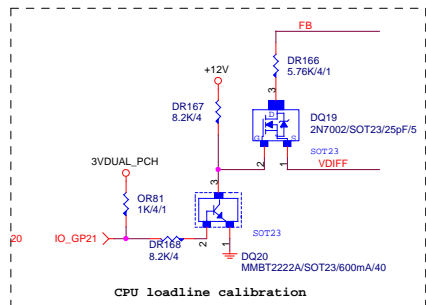 FB
DR166
5.76K/4/1
+12V
3
D
DR167
8.2K/4
DQ19
2N7002/SOT23/25pF/5
G
S
SOT23
3VDUAL_PCH
2
1
VDIFF
3
OR81
1K/4/1
20
IO_GP21
SOT23
DR168
8.2K/4
2
1
DQ20
MMBT2222A/SOT23/600mA/40
CPU loadline calibration